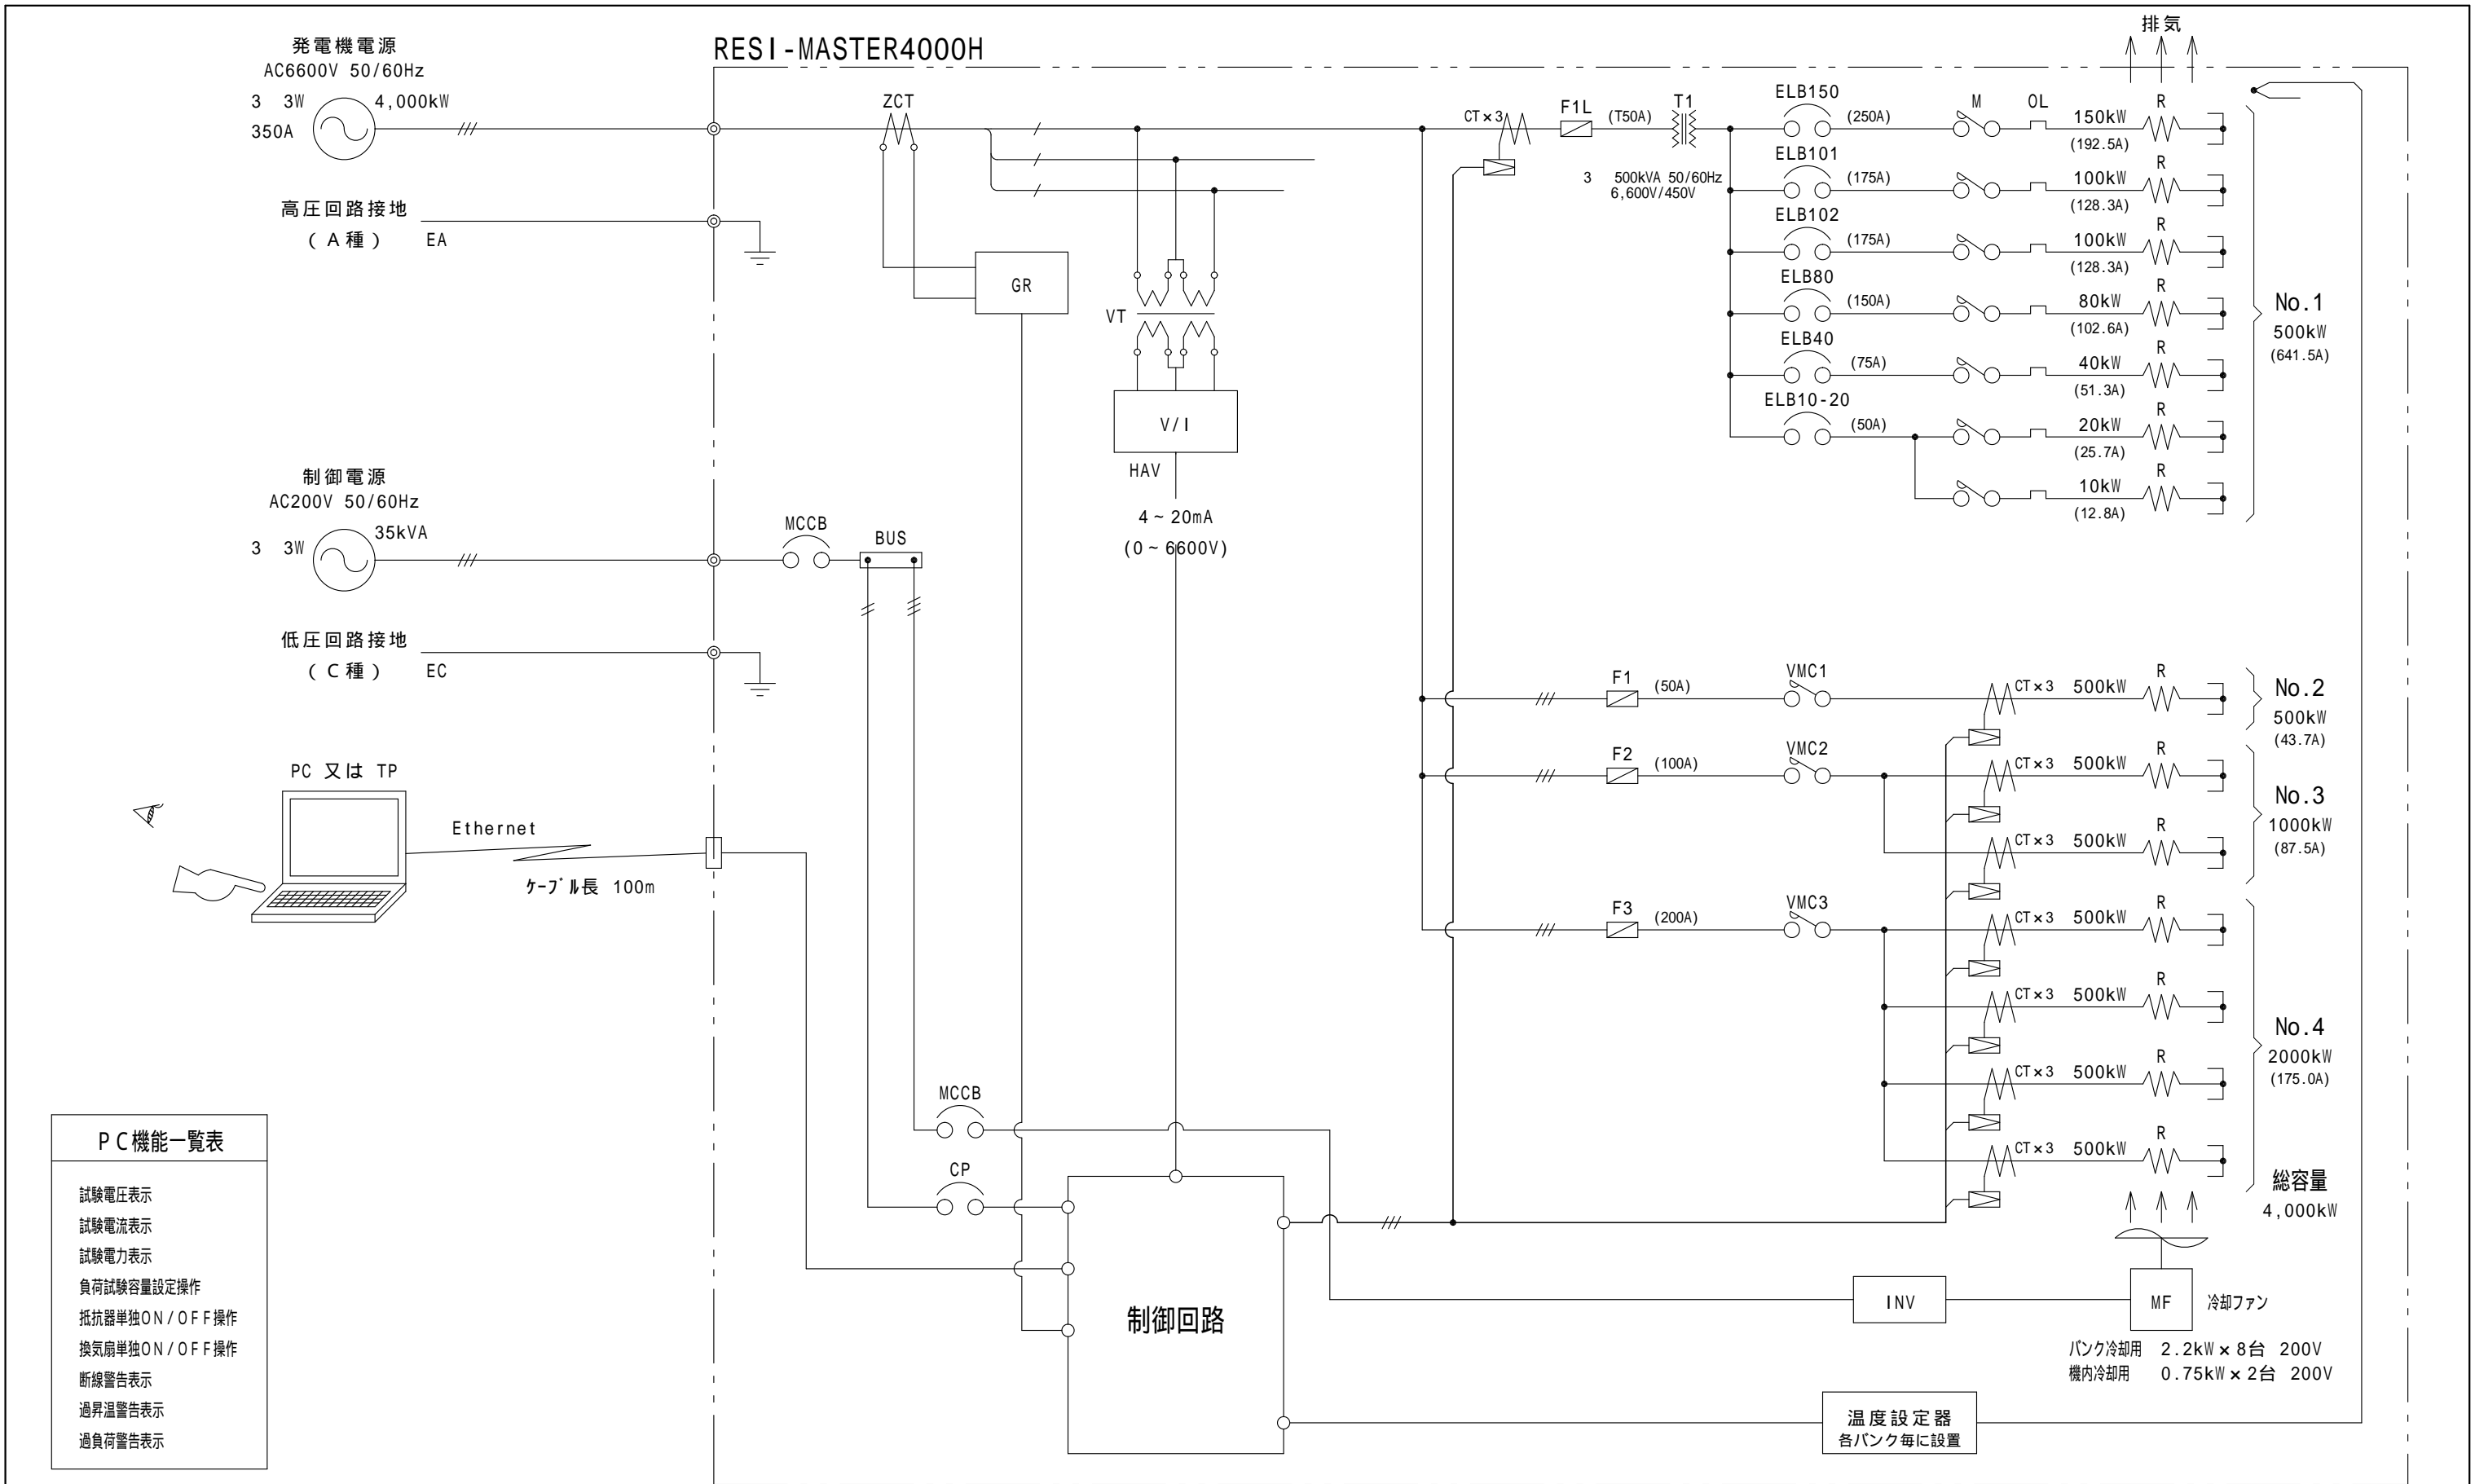 RESI-MASTER4000H
排気
発電機電源
AC6600V 50/60Hz
3 3W 4,000kW
350A
高圧回路接地
(A種) EA
制御電源
AC200V 50/60Hz
35kVA
3 3W
低圧回路接地
(C種) EC
PC 又は TP
Ethernet
ケーブル長 100m
PC機能一覧表
試験電圧表示
試験電流表示
試験電力表示
負荷試験容量設定操作
抵抗器単独ON/OFF操作
換気扇単独ON/OFF操作
断線警告表示
過昇温警告表示
過負荷警告表示
ZCT
GR
VT
V/I
HAV
4~20mA
(0~6600V)
MCCB
BUS
MCCB
CP
制御回路
CT×3
F1L
(T50A)
T1
3 500kVA 50/60Hz
6,600V/450V
ELB150
(250A)
M
OL
150kW
(192.5A)
R
ELB101
(175A)
100kW
(128.3A)
R
ELB102
(175A)
100kW
(128.3A)
R
ELB80
(150A)
80kW
(102.6A)
R
ELB40
(75A)
40kW
(51.3A)
R
ELB10-20
(50A)
20kW
(25.7A)
R
10kW
(12.8A)
R
No.1
500kW
(641.5A)
F1
(50A)
VMC1
CT×3 500kW
R
No.2
500kW
(43.7A)
F2
(100A)
VMC2
CT×3 500kW
R
CT×3 500kW
R
No.3
1000kW
(87.5A)
F3
(200A)
VMC3
CT×3 500kW
R
CT×3 500kW
R
CT×3 500kW
R
CT×3 500kW
R
No.4
2000kW
(175.0A)
総容量
4,000kW
INV
MF
冷却ファン
バンク冷却用 2.2kW×8台 200V
機内冷却用 0.75kW×2台 200V
温度設定器
各バンク毎に設置